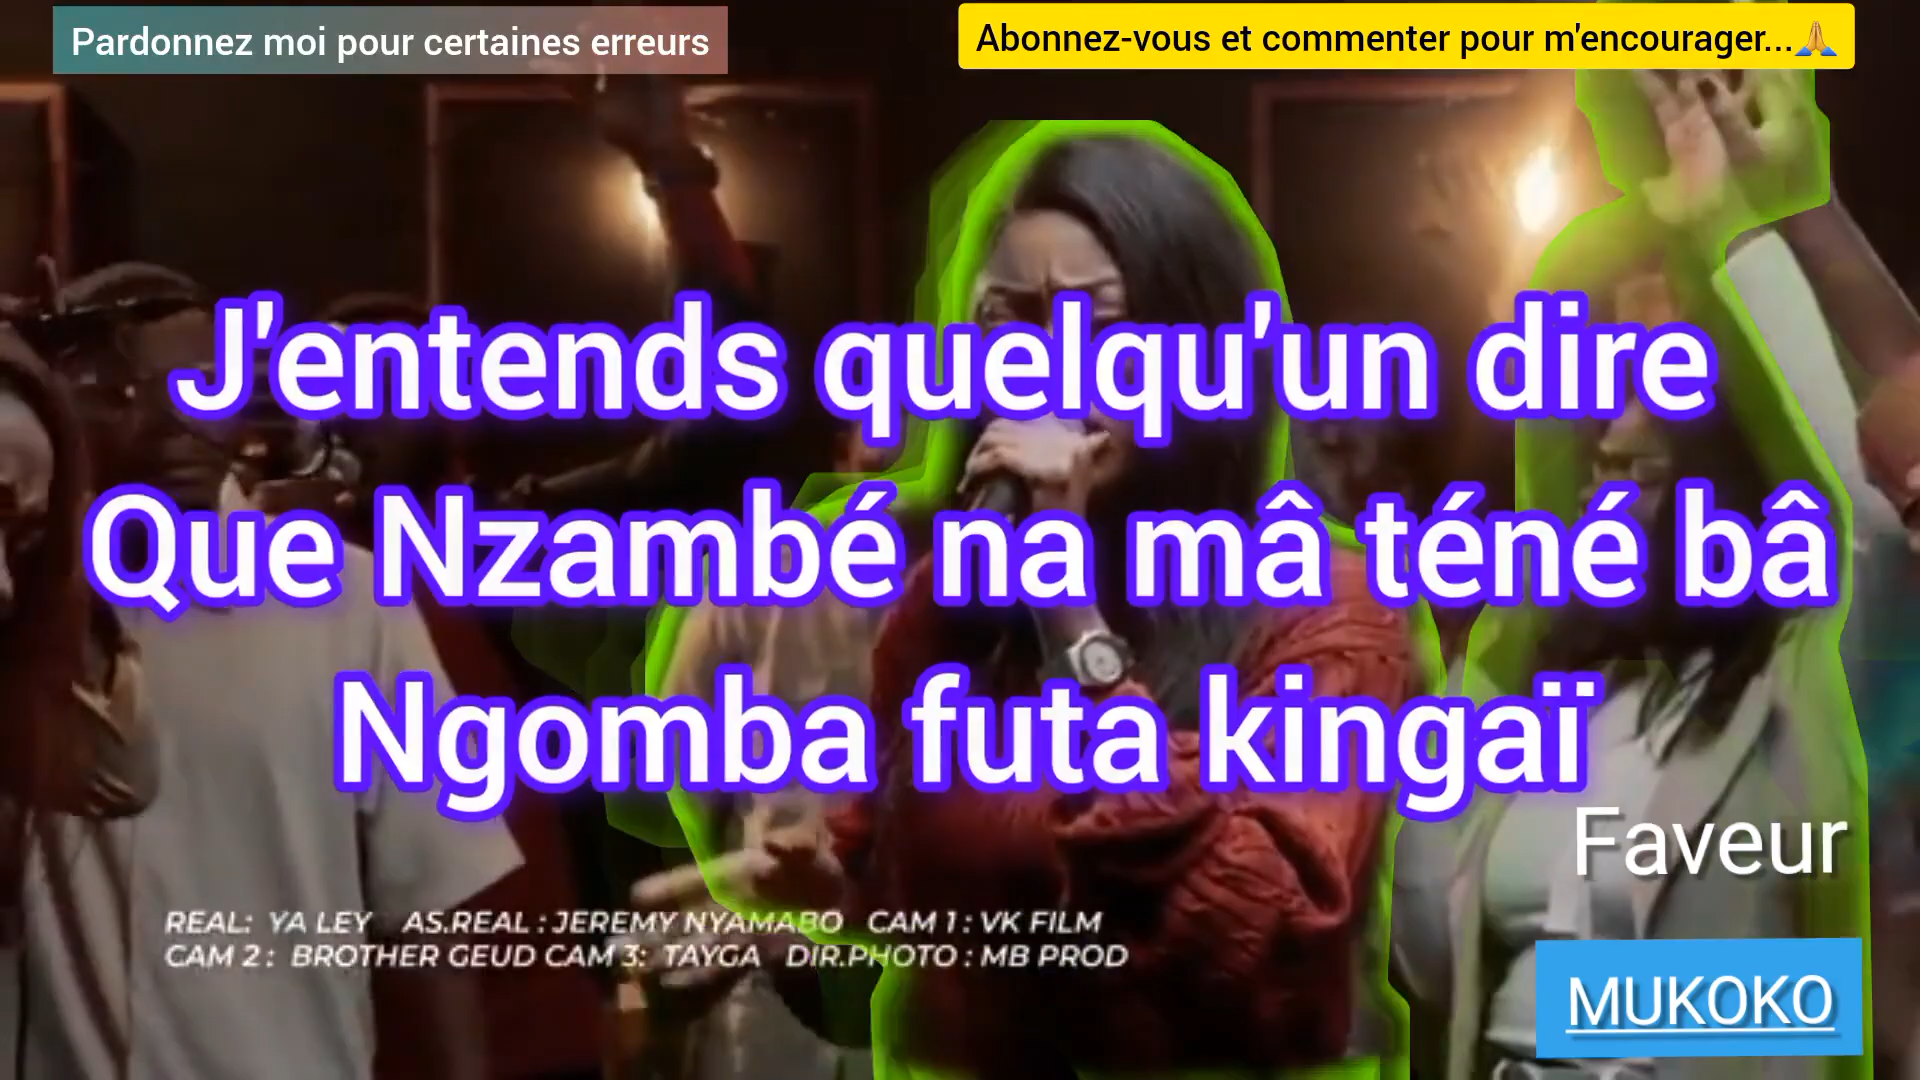 Pardonnez moi pour certaines erreurs
Abonnez-vous et commenter pour m'encourager...🙏
J'entends quelqu'un dire
Que Nzambé na mâ téné bâ
Ngomba futa kingaï
Faveur
REAL: YA LEY AS.REAL : JEREMY NYAMABO CAM 1 : VK FILM
CAM 2 : BROTHER GEUD CAM 3: TAYGA DIR.PHOTO : MB PROD
MUKOKO